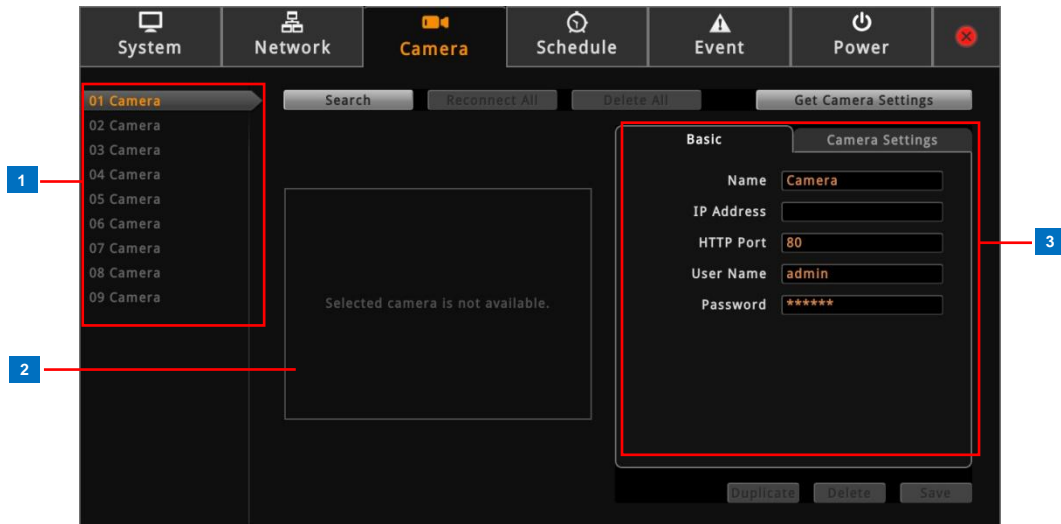 System Network Camera Schedule Event Power
01 Camera
02 Camera
03 Camera
04 Camera
05 Camera
06 Camera
07 Camera
08 Camera
09 Camera
1
Search Reconnect All Delete All Get Camera Settings
Selected camera is not available.
2
Basic Camera Settings
Name Camera
IP Address
HTTP Port 80
User Name admin
Password ******
3
Duplicate Delete Save